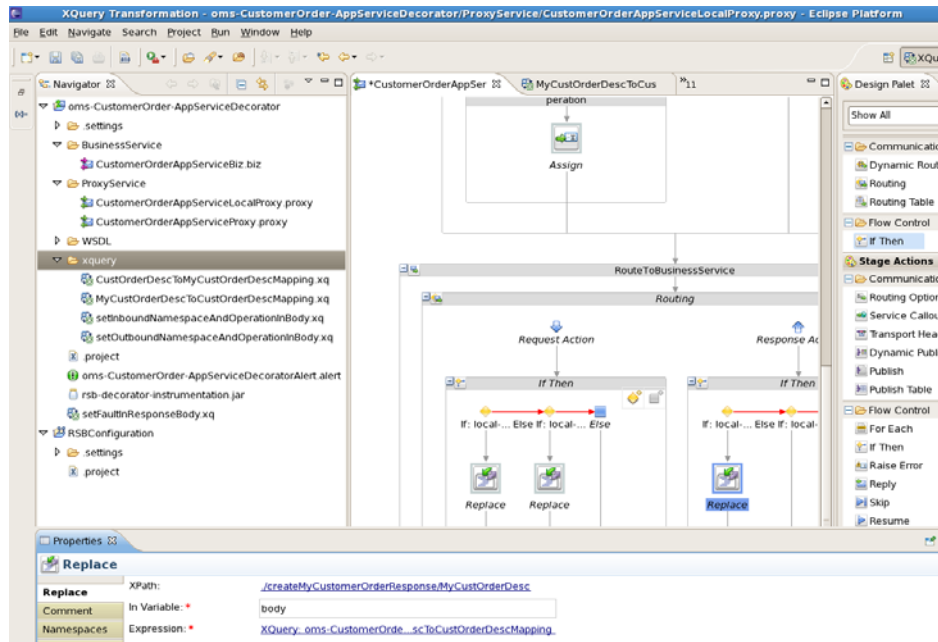 XQuery Transformation - oms-CustomerOrder-AppServiceDecorator/ProxyService/CustomerOrderAppServiceLocalProxy.proxy - Eclipse Platform
File Edit Navigate Search Project Run Window Help
XQu
Navigator
*CustomerOrderAppSer
MyCustOrderDescToCus
»11
Design Palet
oms-CustomerOrder-AppServiceDecorator
.settings
BusinessService
CustomerOrderAppServiceBiz.biz
ProxyService
CustomerOrderAppServiceLocalProxy.proxy
CustomerOrderAppServiceProxy.proxy
WSDL
xquery
CustOrderDescToMyCustOrderDescMapping.xq
MyCustOrderDescToCustOrderDescMapping.xq
setInboundNamespaceAndOperationInBody.xq
setOutboundNamespaceAndOperationInBody.xq
.project
oms-CustomerOrder-AppServiceDecoratorAlert.alert
rsb-decorator-instrumentation.jar
setFaultInResponseBody.xq
RSBConfiguration
.settings
.project
peration
Assign
RouteToBusinessService
Routing
Request Action
Response Ac
If Then
If Then
If: local-... Else If: local-... Else
If: local-... Else If: local-
Replace
Replace
Replace
Show All
Communicatio
Dynamic Rout
Routing
Routing Table
Flow Control
If Then
Stage Actions
Communicatio
Routing Option
Service Callou
Transport Hea
Dynamic Publ
Publish
Publish Table
Flow Control
For Each
If Then
Raise Error
Reply
Skip
Resume
Properties
Replace
Replace
Comment
Namespaces
XPath:
./createMyCustomerOrderResponse/MyCustOrderDesc
In Variable: *
body
Expression: *
XQuery: oms-CustomerOrde...scToCustOrderDescMapping